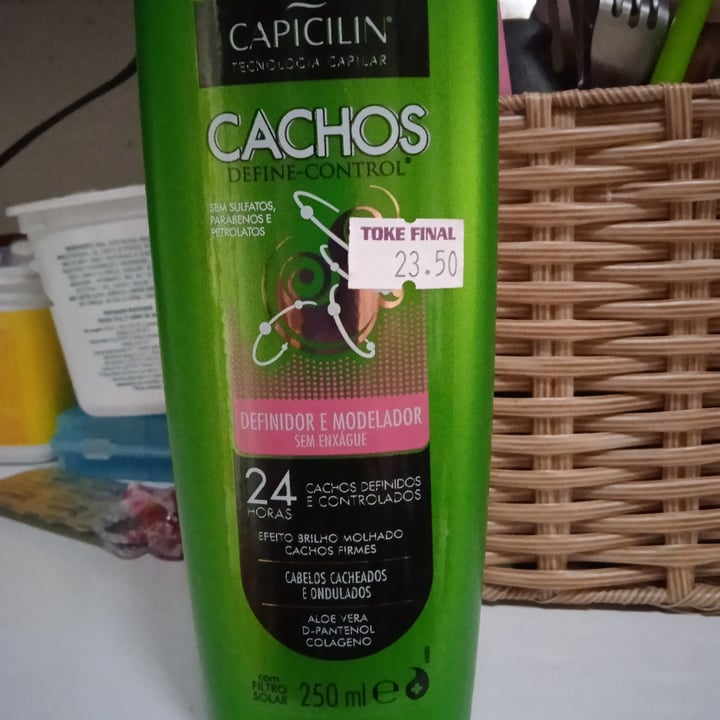 CAPICILIN®
TECNOLOGIA CAPILAR
CACHOS
DEFINE-CONTROL®
SEM SULFATOS,
PARABENOS E
PETROLATOS
TOKE FINAL
23.50
DEFINIDOR E MODELADOR
SEM ENXÁGUE
24
HORAS
CACHOS DEFINIDOS
E CONTROLADOS
EFEITO BRILHO MOLHADO
CACHOS FIRMES
CABELOS CACHEADOS
E ONDULADOS
ALOE VERA
D-PANTENOL
COLÁGENO
com
FILTRO
SOLAR
250 ml e